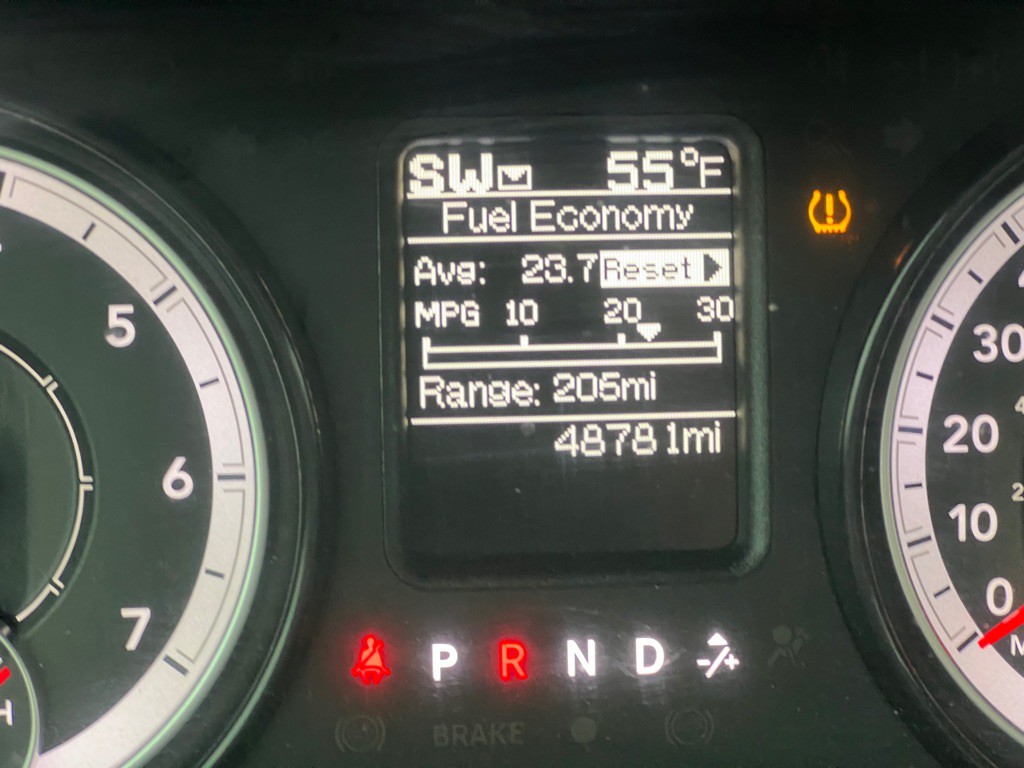 SW 55°F
Fuel Economy
Avg: 23.7 Reset
MPG 10 20 30
Range: 205mi
48781mi
5
6
7
30
20
10
0
P R N D -/+
BRAKE